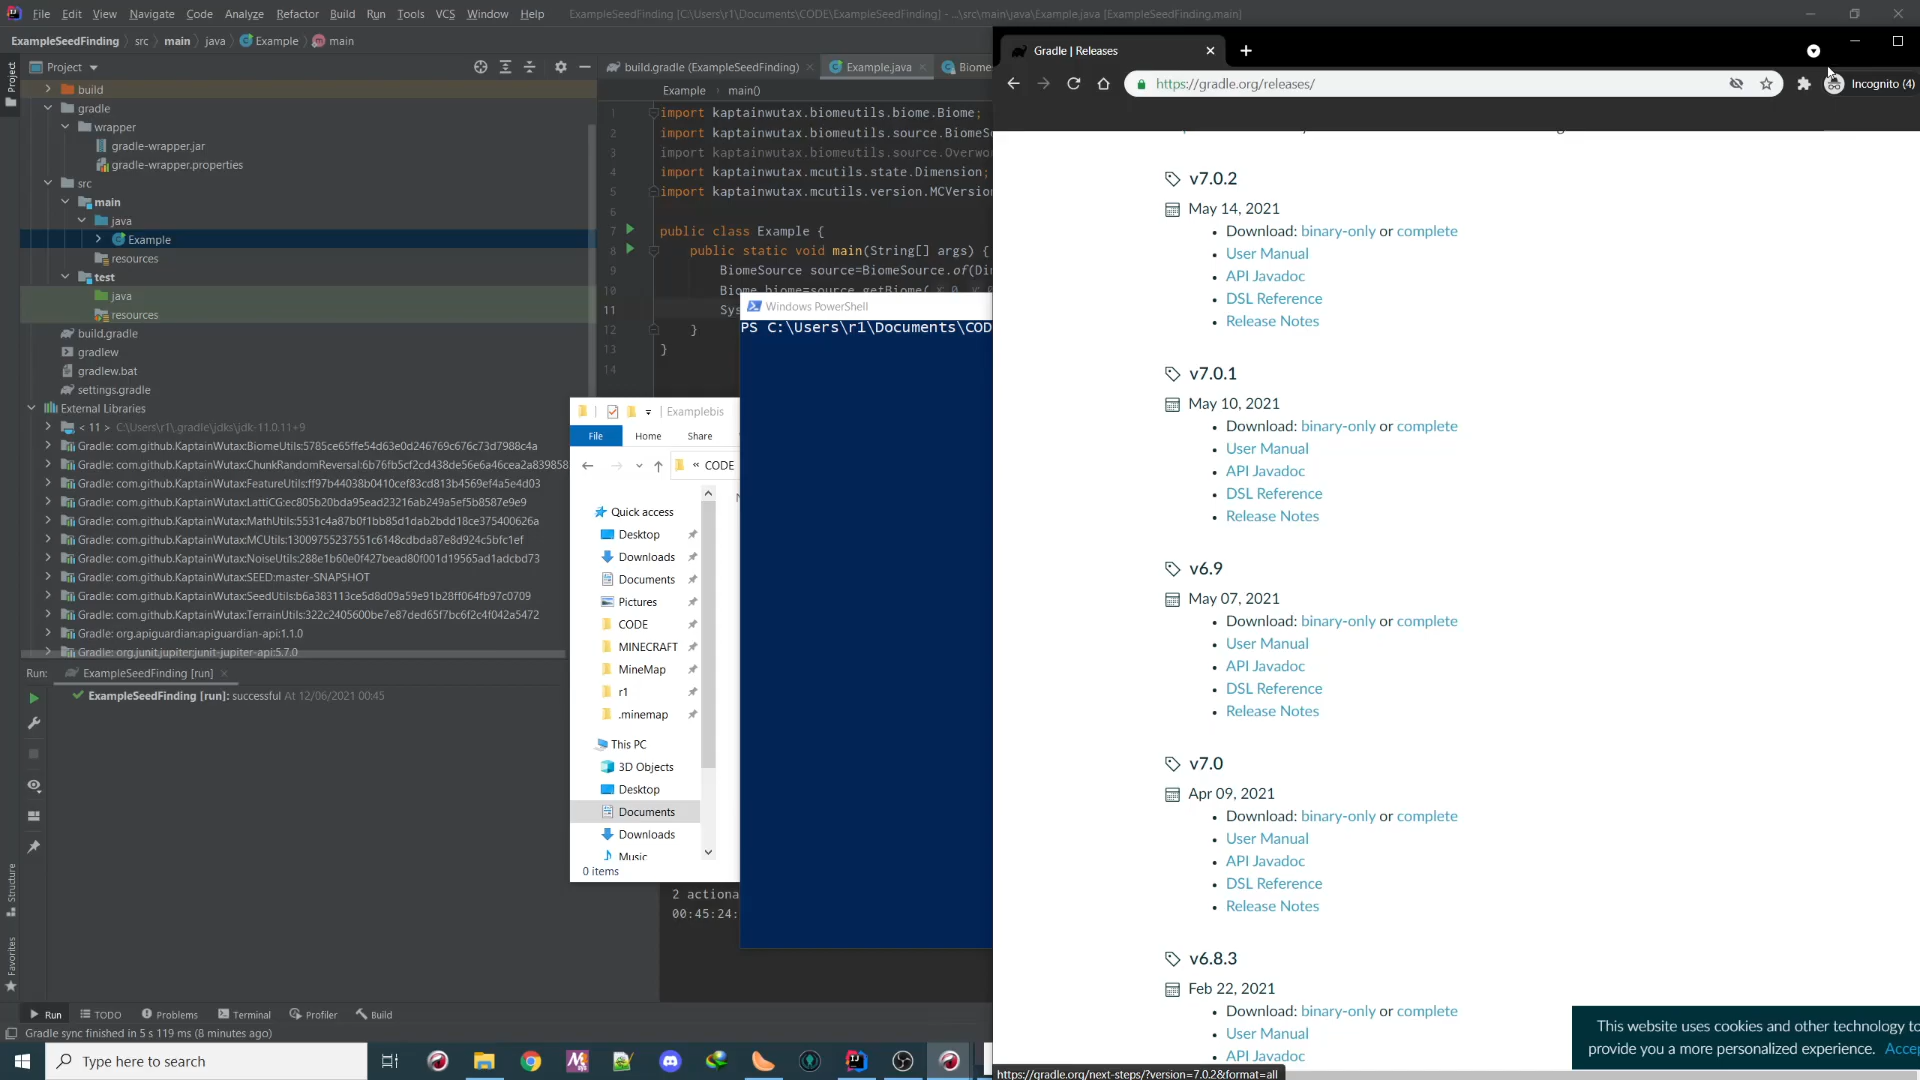 File Edit View Navigate Code Analyze Refactor Build Run Tools VCS Window Help ExampleSeedFinding [C:\Users\r1\Documents\CODE\ExampleSeedFinding] - ...\src\main\java\Example.java [ExampleSeedFinding.main]
ExampleSeedFinding src main java Example main
Project
Project
build
gradle
wrapper
gradle-wrapper.jar
gradle-wrapper.properties
src
main
java
Example
resources
test
java
resources
build.gradle
gradlew
gradlew.bat
settings.gradle
External Libraries
< 11 > C:\Users\r1\.gradle\jdks\jdk-11.0.11+9
Gradle: com.github.KaptainWutax:BiomeUtils:5785ce65ffe54d63e0d246769c676c73d7988c4a
Gradle: com.github.KaptainWutax:ChunkRandomReversal:6b76fb5cf2cd438de56e6a46cea2a839858
Gradle: com.github.KaptainWutax:FeatureUtils:ff97b44038b0410cef83cd813b4569ef4a5e4d03
Gradle: com.github.KaptainWutax:LattiCG:ec805b20bda95ead23216ab249a5ef5b8587e9e9
Gradle: com.github.KaptainWutax:MathUtils:5531c4a87b0f1bb85d1dab2bdd18ce375400626a
Gradle: com.github.KaptainWutax:MCUtils:13009755237551c6148cdbda87e8d924c5bfc1ef
Gradle: com.github.KaptainWutax:NoiseUtils:288e1b60e0f427bead80f001d19565ad1adcbd73
Gradle: com.github.KaptainWutax:SEED:master-SNAPSHOT
Gradle: com.github.KaptainWutax:SeedUtils:b6a383113ce5d8d09a59e91b28ff064fb97c0709
Gradle: com.github.KaptainWutax:TerrainUtils:322c2405600be7e87ded65f7bc6f2c4f042a5472
Gradle: org.apiguardian:apiguardian-api:1.1.0
Gradle: org.junit.jupiter:junit-jupiter-api:5.7.0
build.gradle (ExampleSeedFinding) Example.java Biome
Example main()
1 import kaptainwutax.biomeutils.biome.Biome;
2 import kaptainwutax.biomeutils.source.BiomeS
3 import kaptainwutax.biomeutils.source.Overwo
4 import kaptainwutax.mcutils.state.Dimension;
5 import kaptainwutax.mcutils.version.MCVersion
6
7 public class Example {
8 public static void main(String[] args) {
9 BiomeSource source=BiomeSource.of(Di
10 Biome biome=source.getBiome( x: 0,
11 Sys
12 }
13 }
14
Windows PowerShell
PS C:\Users\r1\Documents\COD
Examplebis
File Home Share
« CODE
Quick access
Desktop
Downloads
Documents
Pictures
CODE
MINECRAFT
MineMap
r1
.minemap
This PC
3D Objects
Desktop
Documents
Downloads
Music
0 items
2 actiona
00:45:24:
Run: ExampleSeedFinding [run]
ExampleSeedFinding [run]: successful At 12/06/2021 00:45
Structure
Favorites
Run TODO Problems Terminal Profiler Build
Gradle sync finished in 5 s 119 ms (8 minutes ago)
Type here to search
Gradle | Releases
https://gradle.org/releases/
Incognito (4)
v7.0.2
May 14, 2021
Download: binary-only or complete
User Manual
API Javadoc
DSL Reference
Release Notes
v7.0.1
May 10, 2021
Download: binary-only or complete
User Manual
API Javadoc
DSL Reference
Release Notes
v6.9
May 07, 2021
Download: binary-only or complete
User Manual
API Javadoc
DSL Reference
Release Notes
v7.0
Apr 09, 2021
Download: binary-only or complete
User Manual
API Javadoc
DSL Reference
Release Notes
v6.8.3
Feb 22, 2021
Download: binary-only or complete
User Manual
API Javadoc
This website uses cookies and other technology to
provide you a more personalized experience. Accep
https://gradle.org/next-steps/?version=7.0.2&format=all